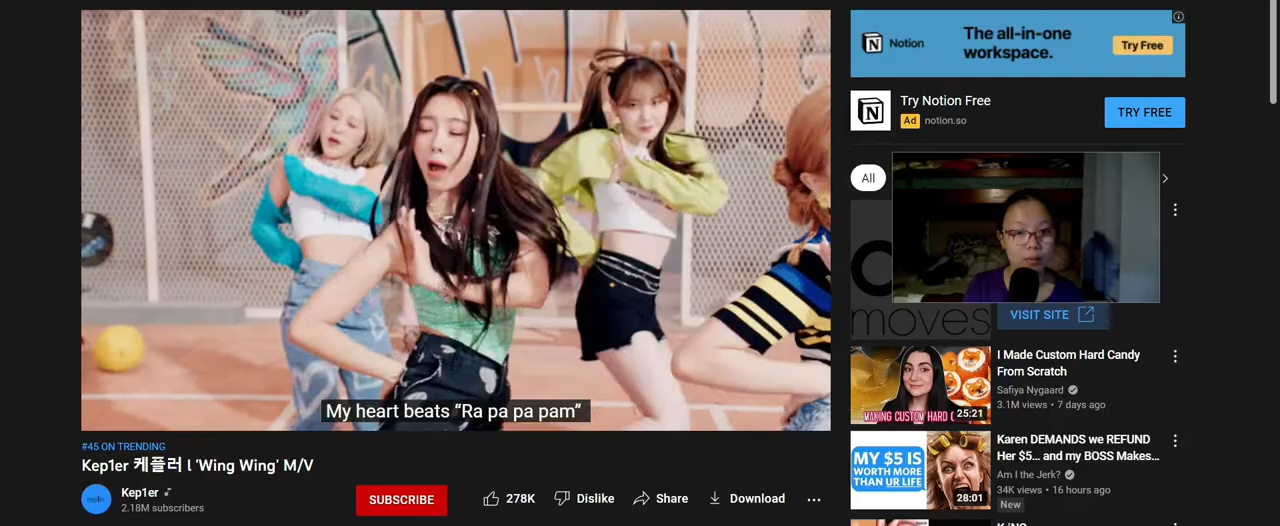 My heart beats “Ra pa pa pam”
#45 ON TRENDING
Kep1er 케플러 l 'Wing Wing' M/V
Kep1er
2.18M subscribers
SUBSCRIBE
278K
Dislike
Share
Download
Notion
The all-in-one
workspace.
Try Free
Try Notion Free
Ad notion.so
TRY FREE
All
moves
VISIT SITE
MAKING CUSTOM HARD
25:21
I Made Custom Hard Candy
From Scratch
Safiya Nygaard
3.1M views • 7 days ago
MY $5 IS
WORTH MORE
THAN UR LIFE
28:01
Karen DEMANDS we REFUND
Her $5… and my BOSS Makes...
Am I the Jerk?
34K views • 16 hours ago
New